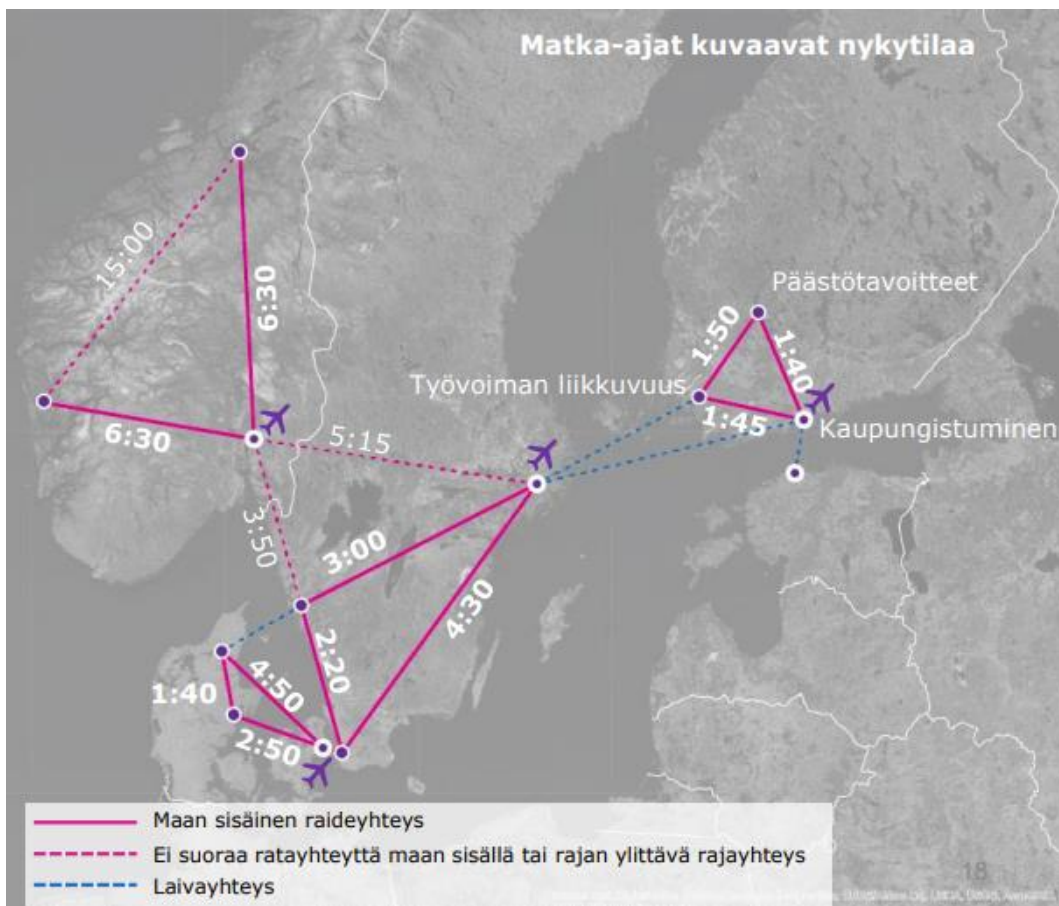 Matka-ajat kuvaavat nykytilaa
15:00
6:30
6:30
5:15
3:50
3:00
4:30
2:20
4:50
1:40
2:50
Päästötavoitteet
1:50
1:40
Työvoiman liikkuvuus
1:45
Kaupungistuminen
Maan sisäinen raideyhteys
Ei suoraa ratayhteyttä maan sisällä tai rajan ylittävä rajayhteys
Laivayhteys
18